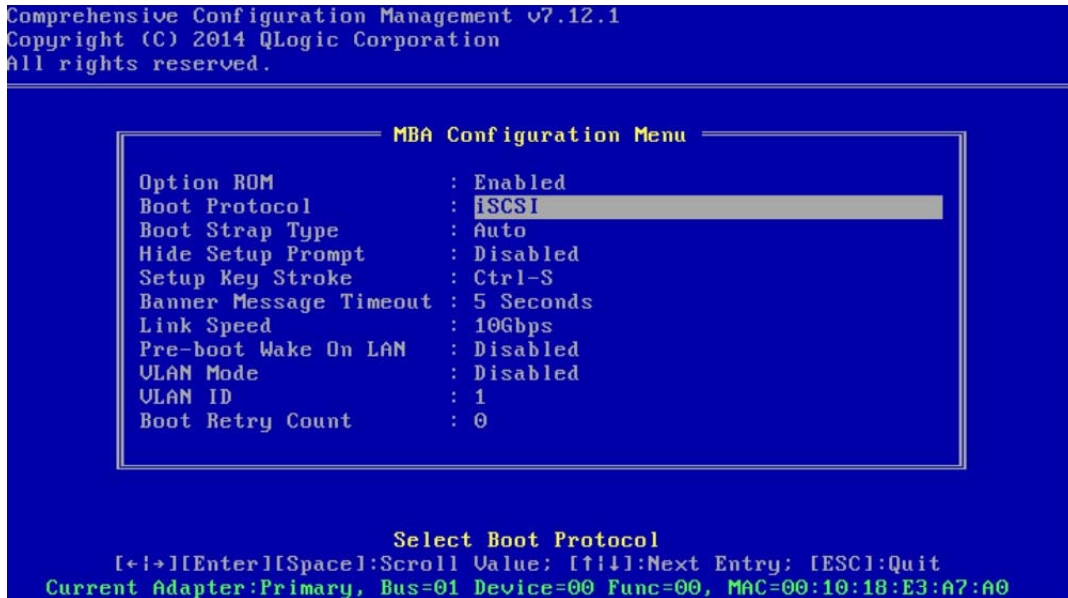 Comprehensive Configuration Management v7.12.1
Copyright (C) 2014 QLogic Corporation
All rights reserved.
MBA Configuration Menu
Option ROM : Enabled
Boot Protocol : iSCSI
Boot Strap Type : Auto
Hide Setup Prompt : Disabled
Setup Key Stroke : Ctrl-S
Banner Message Timeout : 5 Seconds
Link Speed : 10Gbps
Pre-boot Wake On LAN : Disabled
VLAN Mode : Disabled
VLAN ID : 1
Boot Retry Count : 0
Select Boot Protocol
[←|→][Enter][Space]:Scroll Value; [↑|↓]:Next Entry; [ESC]:Quit
Current Adapter:Primary, Bus=01 Device=00 Func=00, MAC=00:10:18:E3:A7:A0